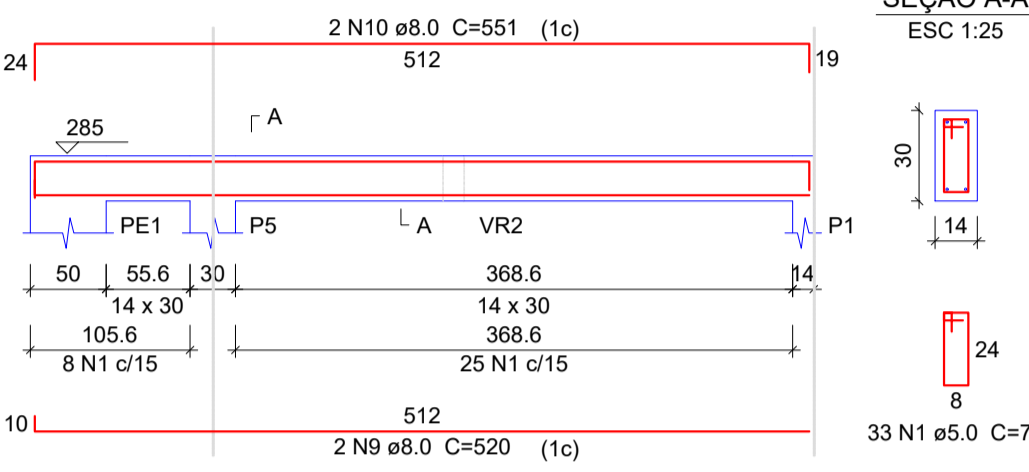 2 N10 ø8.0 C=551 (1c)
SEÇÃO A-A
ESC 1:25
24
512
19
A
285
30
PE1
P5
A
VR2
P1
14
50
55.6
30
368.6
14
14 x 30
14 x 30
105.6
368.6
8 N1 c/15
25 N1 c/15
24
8
33 N1 ø5.0 C=7
10
512
2 N9 ø8.0 C=520 (1c)